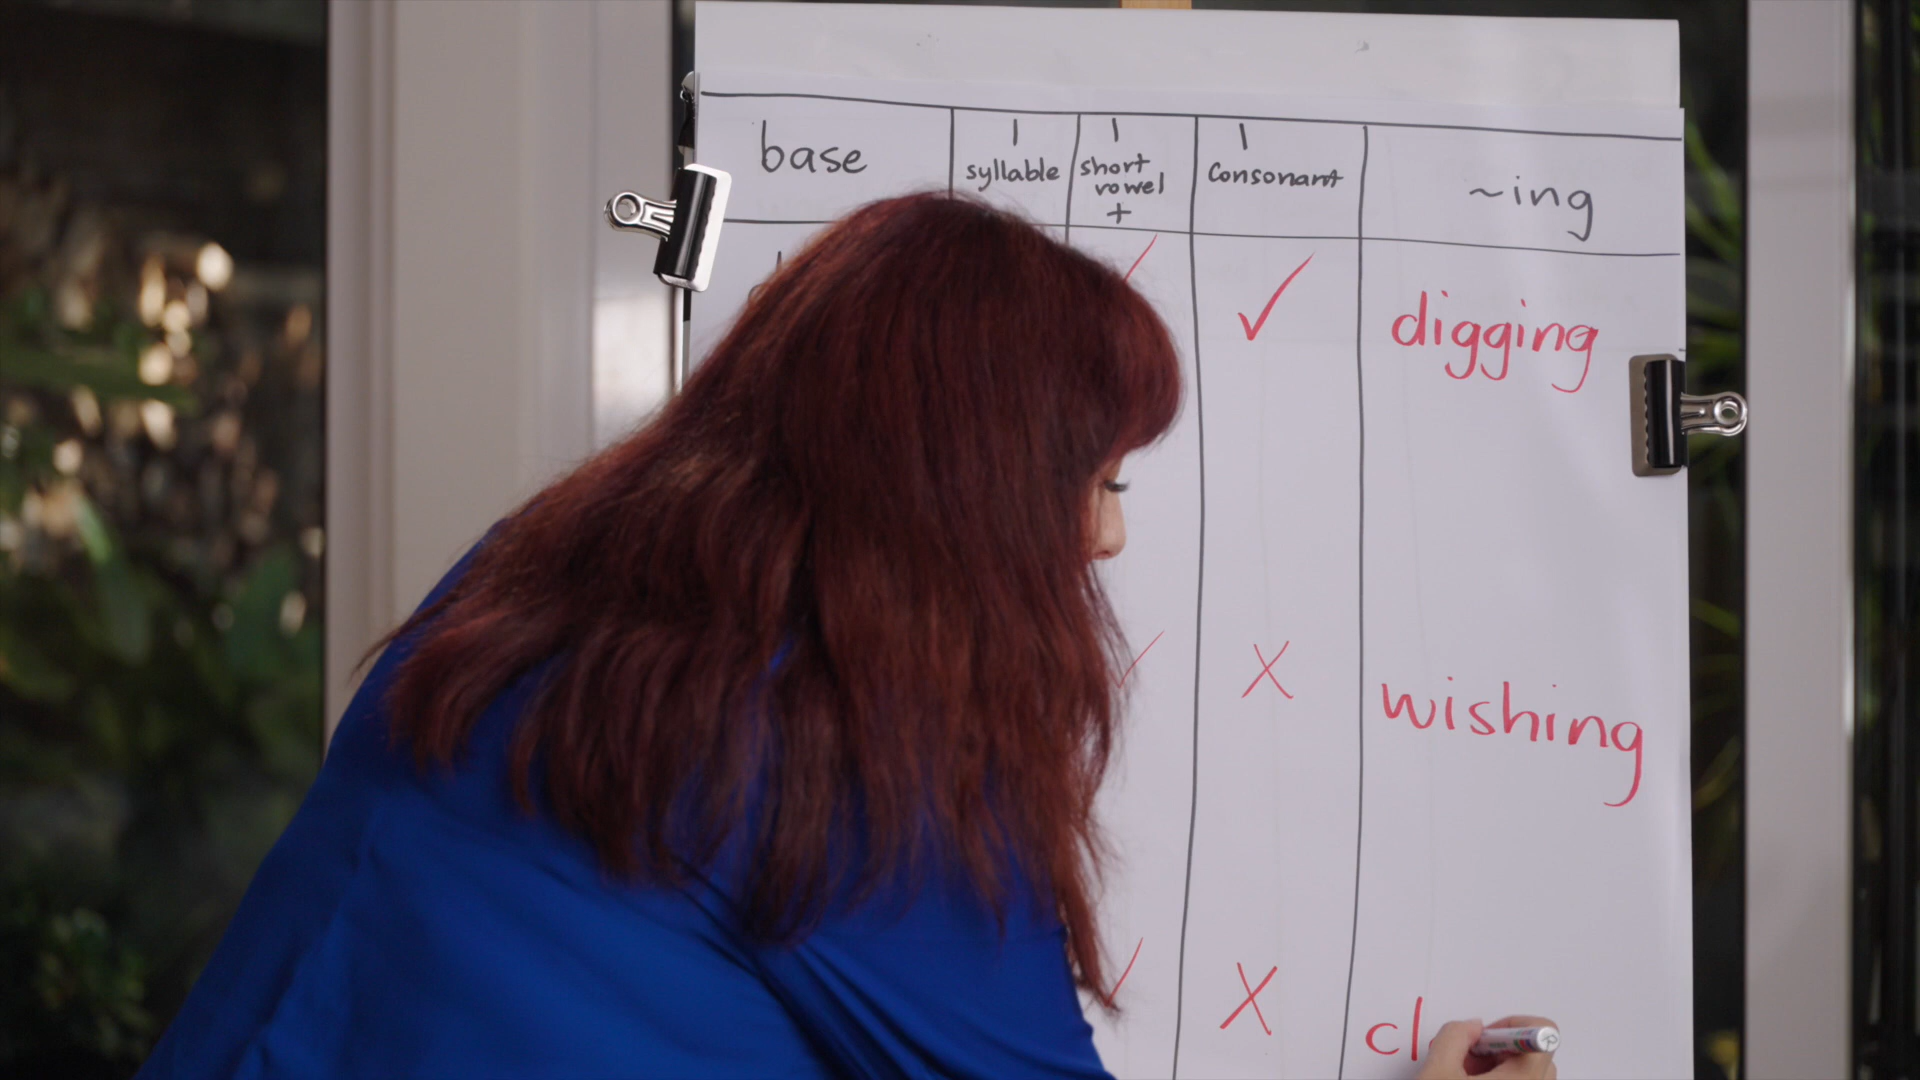 base
1 syllable
1 short vowel +
1 consonant
~ing
✓ ✓ digging
✓ X wishing
✓ X cl